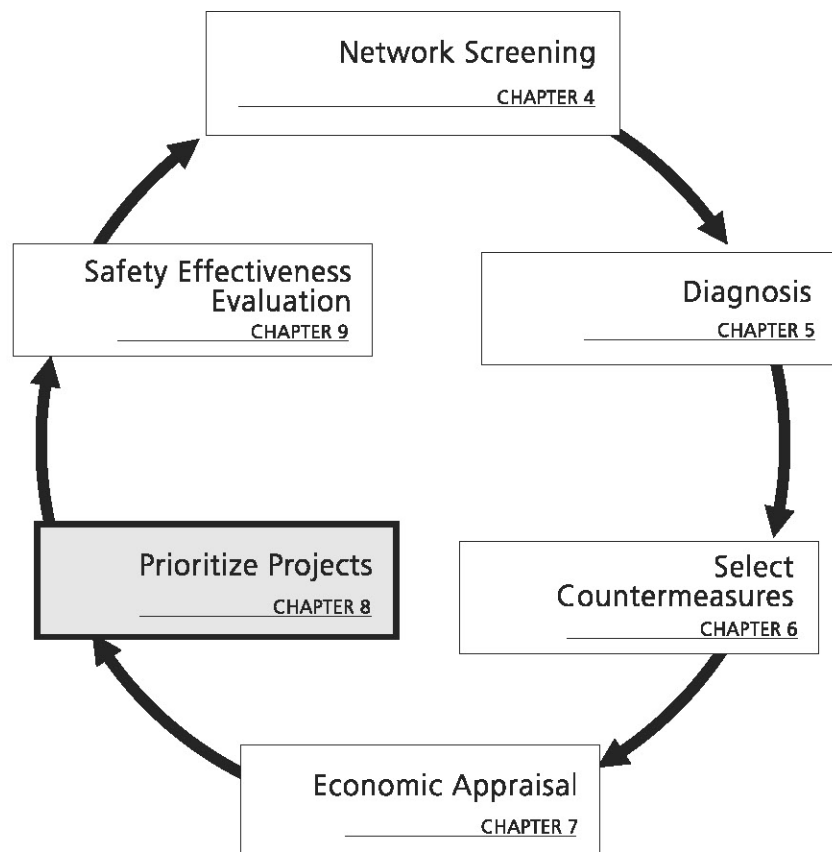 Network Screening
CHAPTER 4
Diagnosis
CHAPTER 5
Select
Countermeasures
CHAPTER 6
Economic Appraisal
CHAPTER 7
Prioritize Projects
CHAPTER 8
Safety Effectiveness
Evaluation
CHAPTER 9